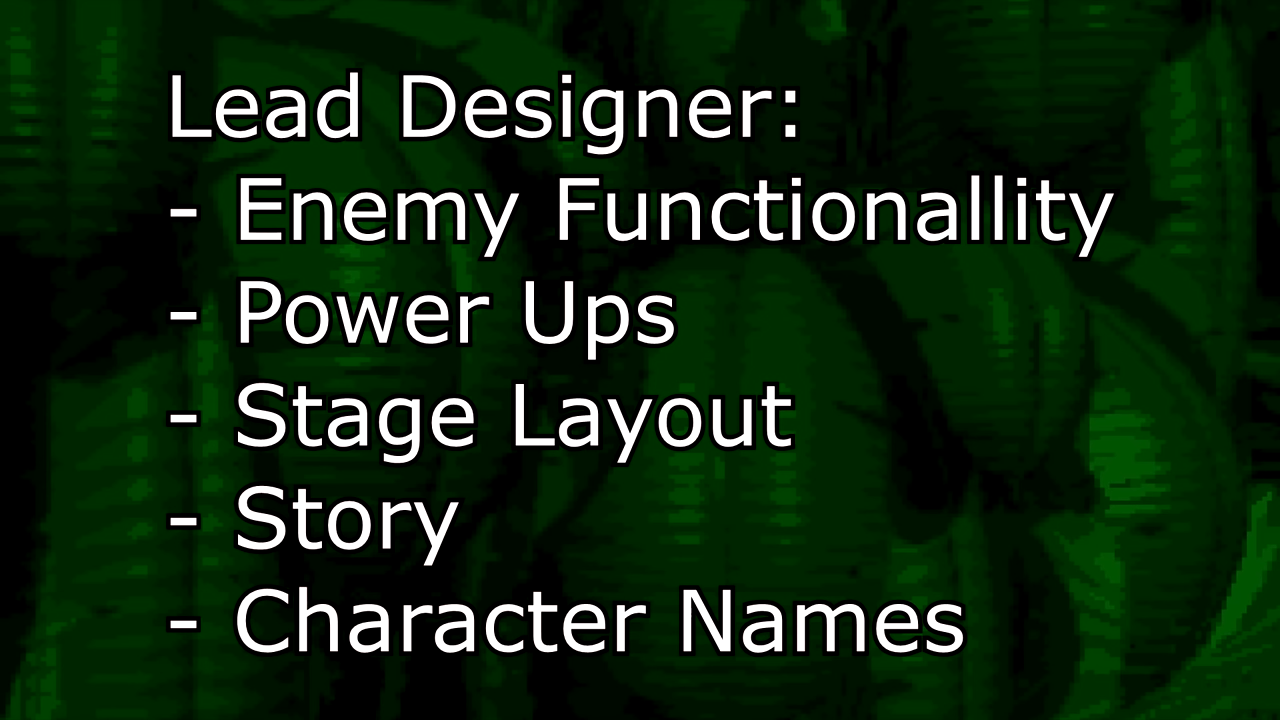 Lead Designer:
- Enemy Functionallity
- Power Ups
- Stage Layout
- Story
- Character Names